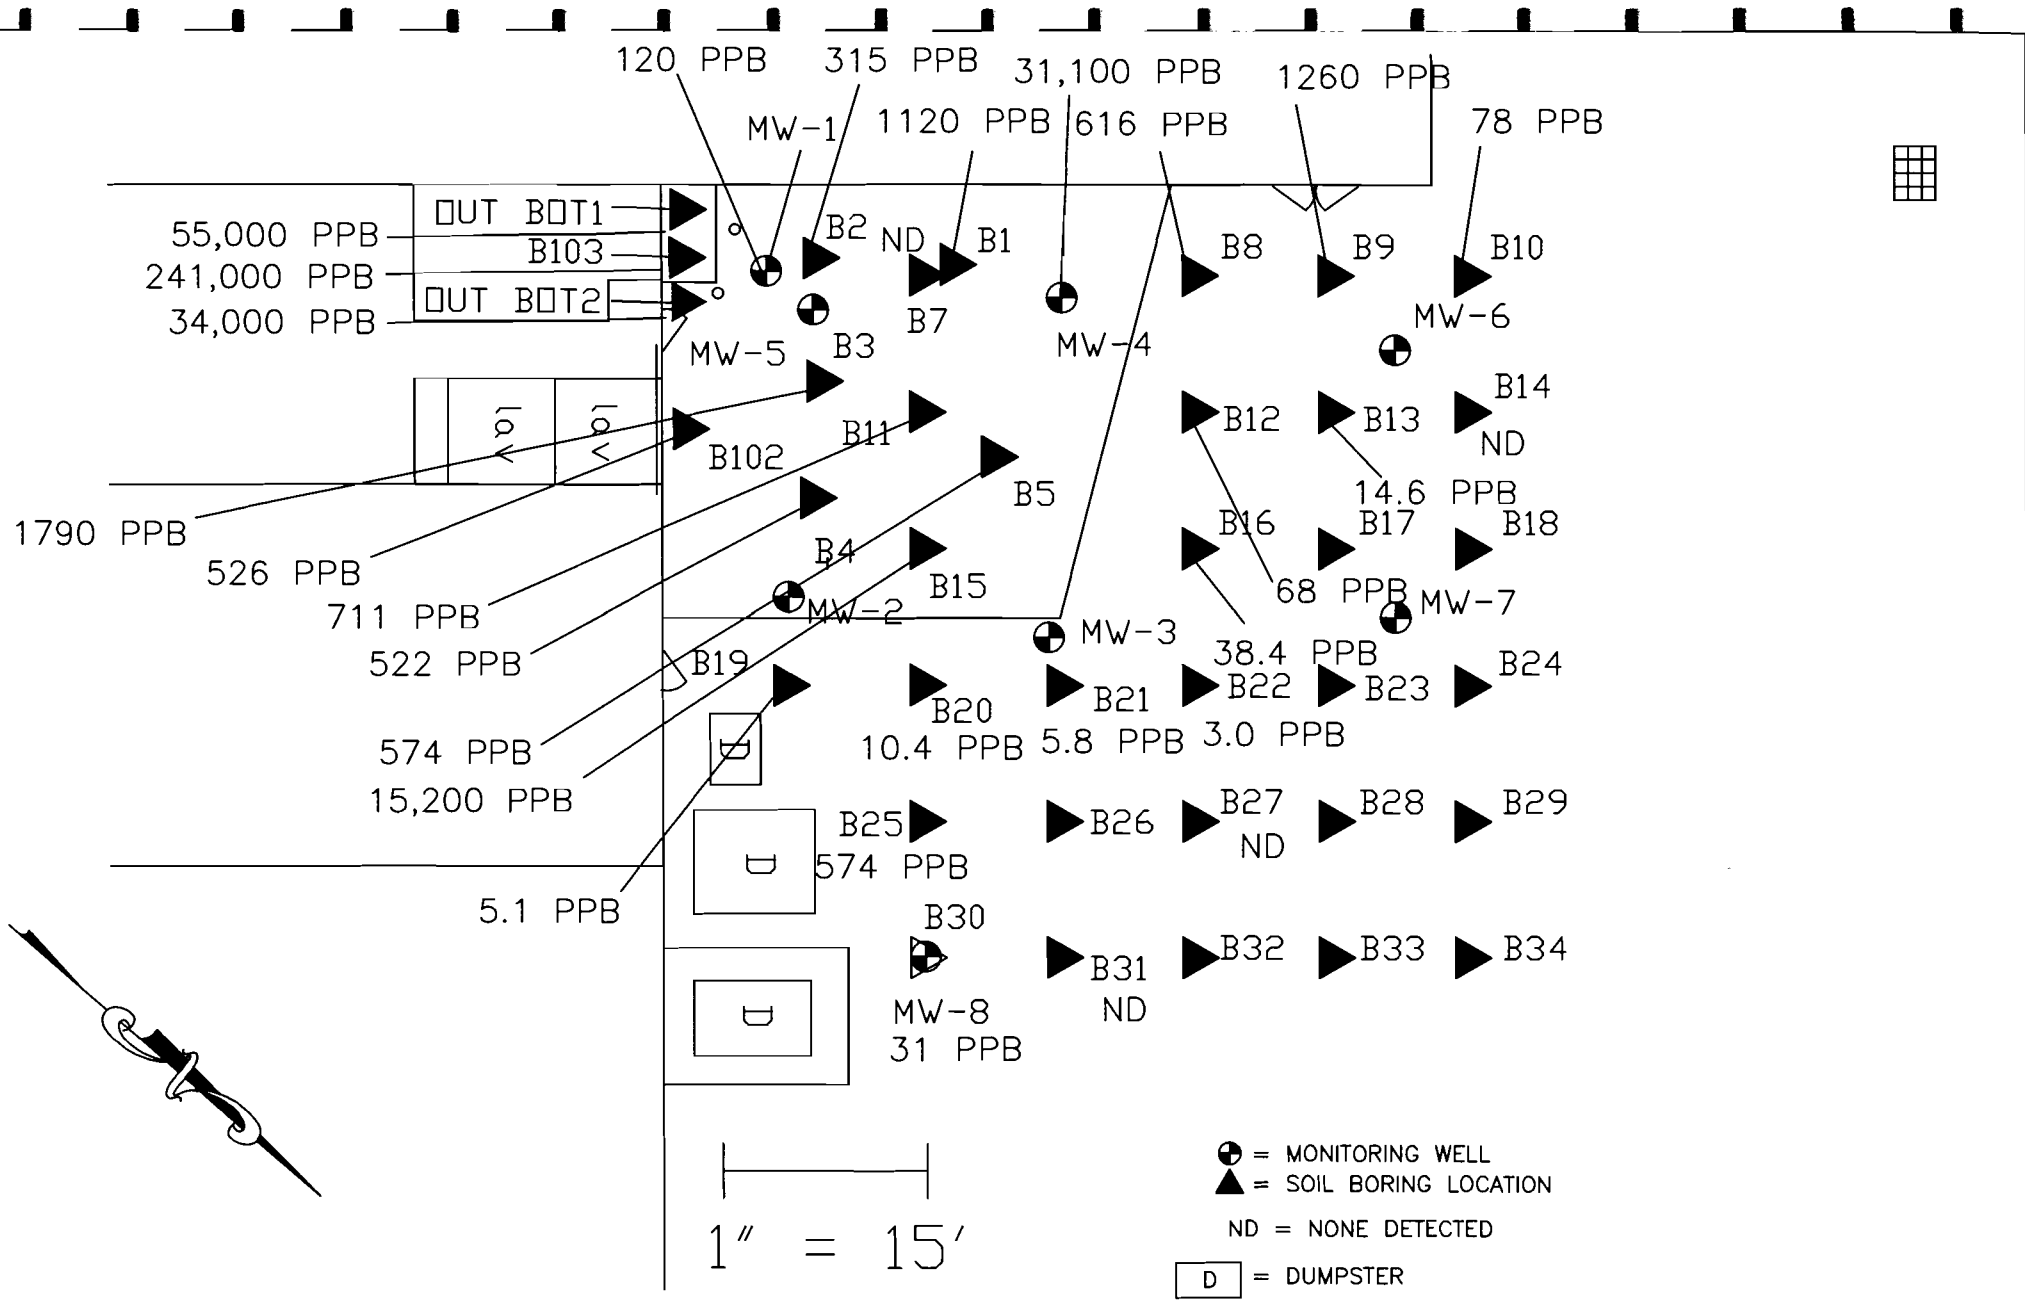 120 PPB
315 PPB
31,100 PPB
1260 PPB
1120 PPB
616 PPB
78 PPB
MW-1
OUT BOT1
55,000 PPB
B103
241,000 PPB
OUT BOT2
34,000 PPB
B2
ND
B1
B8
B9
B10
B7
MW-4
MW-6
MW-5
B3
B14
B11
B12
B13
ND
B102
B5
14.6 PPB
1790 PPB
526 PPB
B4
B16
B17
B18
711 PPB
B15
68 PPB
MW-2
MW-7
522 PPB
MW-3
38.4 PPB
B19
B24
B20
B21
B22
B23
574 PPB
10.4 PPB
5.8 PPB
3.0 PPB
D
15,200 PPB
B25
B26
B27
B28
B29
574 PPB
ND
D
5.1 PPB
B30
B31
B32
B33
B34
MW-8
ND
31 PPB
D
1" = 15'
= MONITORING WELL
= SOIL BORING LOCATION
ND = NONE DETECTED
D = DUMPSTER